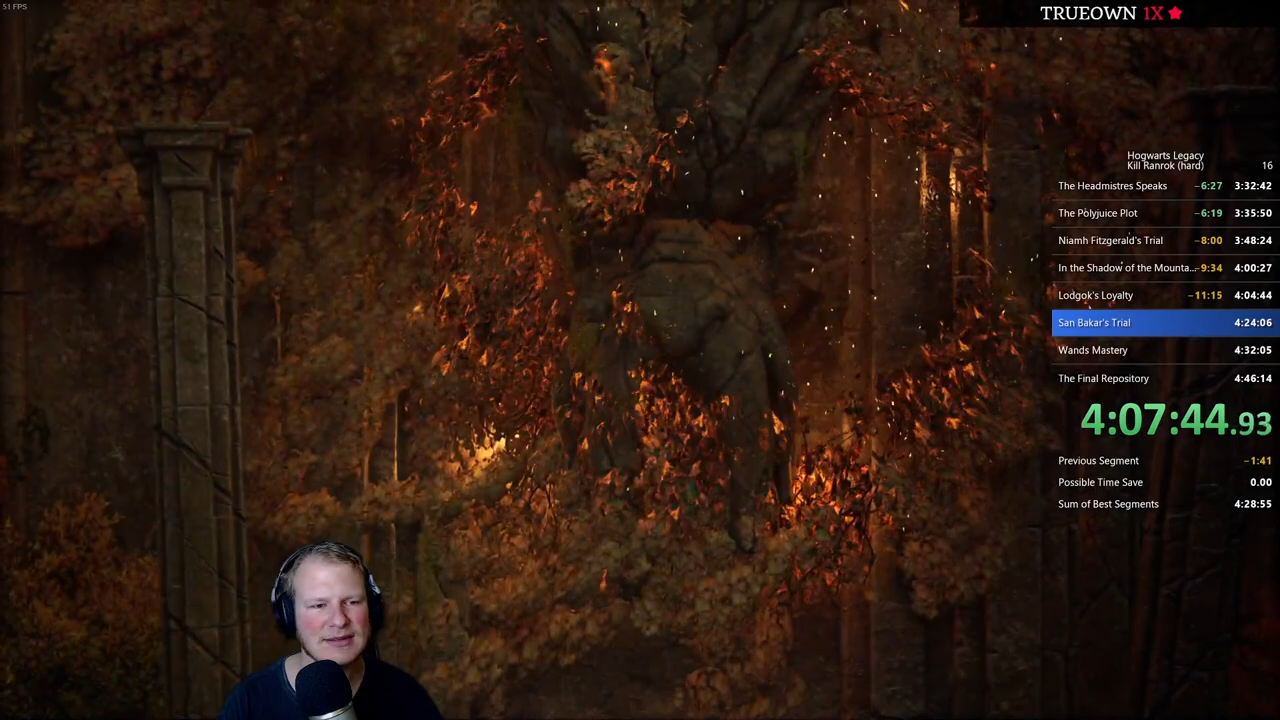 51 FPS
TRUEOWN 1X
Hogwarts Legacy
Kill Ranrok (hard) 16
The Headmistres Speaks -6:27 3:32:42
The Polyjuice Plot -6:19 3:35:50
Niamh Fitzgerald's Trial -8:00 3:48:24
In the Shadow of the Mounta... -9:34 4:00:27
Lodgok's Loyalty -11:15 4:04:44
San Bakar's Trial 4:24:06
Wands Mastery 4:32:05
The Final Repository 4:46:14
4:07:44.93
Previous Segment -1:41
Possible Time Save 0.00
Sum of Best Segments 4:28:55